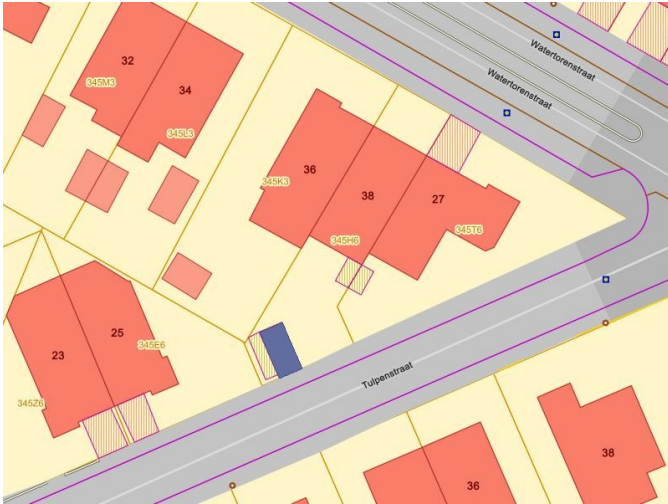 Watertorenstraat
Watertorenstraat
32
345M3
34
345L3
36
345K3
38
345H6
27
345T6
23
25
345E6
345Z6
Tulpenstraat
36
38